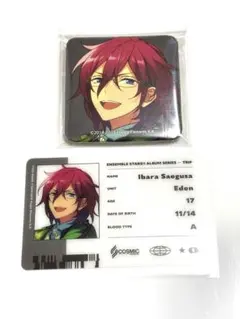 ENSEMBLE STARS!! ALBUM SERIES - TRIP
NAME Ibara Saegusa
UNIT Eden
AGE 17
DATE OF BIRTH 11/14
BLOOD TYPE A
COSMIC